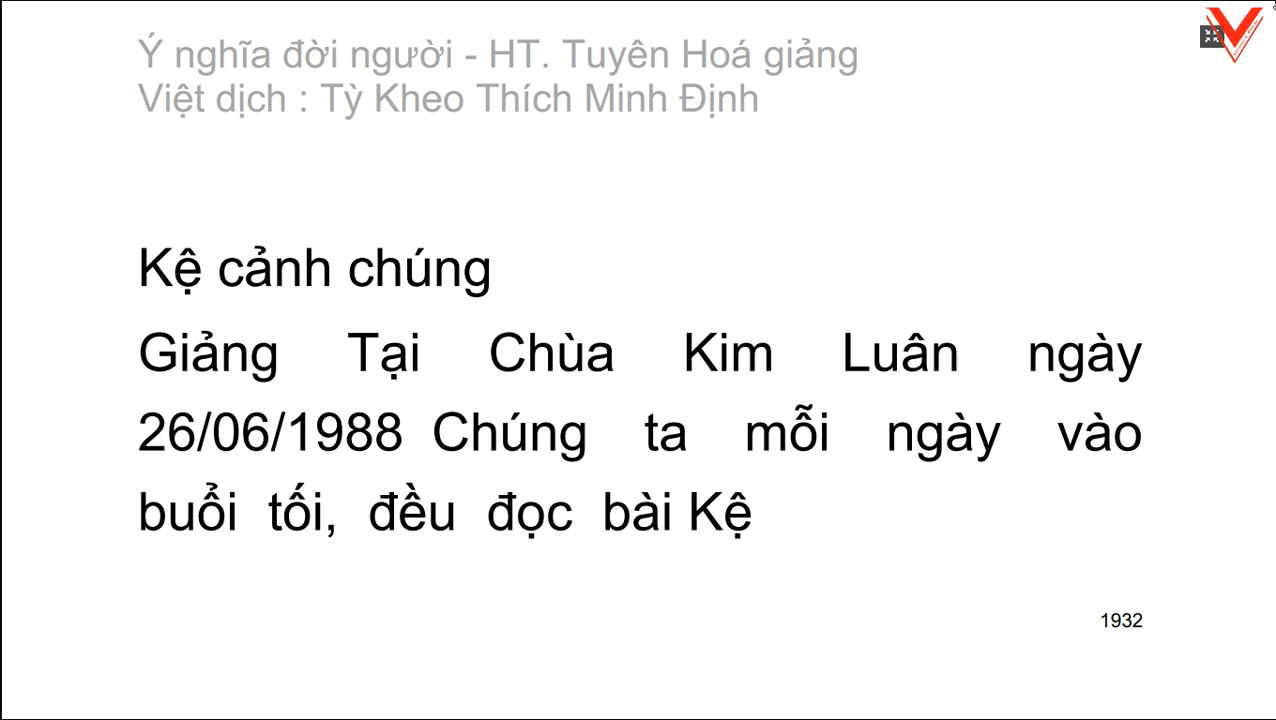 Ý nghĩa đời người - HT. Tuyên Hoá giảng
Việt dịch : Tỳ Kheo Thích Minh Định
Kệ cảnh chúng
Giảng Tại Chùa Kim Luân ngày
26/06/1988 Chúng ta mỗi ngày vào
buổi tối, đều đọc bài Kệ
1932